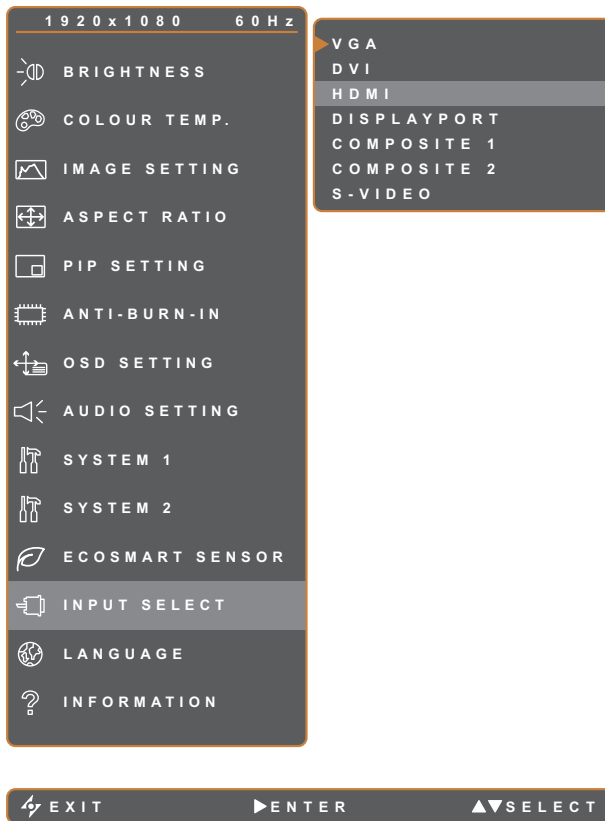 1920x1080 60Hz
BRIGHTNESS
COLOUR TEMP.
IMAGE SETTING
ASPECT RATIO
PIP SETTING
ANTI-BURN-IN
OSD SETTING
AUDIO SETTING
SYSTEM 1
SYSTEM 2
ECOSMART SENSOR
INPUT SELECT
LANGUAGE
INFORMATION
VGA
DVI
HDMI
DISPLAYPORT
COMPOSITE 1
COMPOSITE 2
S-VIDEO
EXIT ▶ENTER ▲▼SELECT